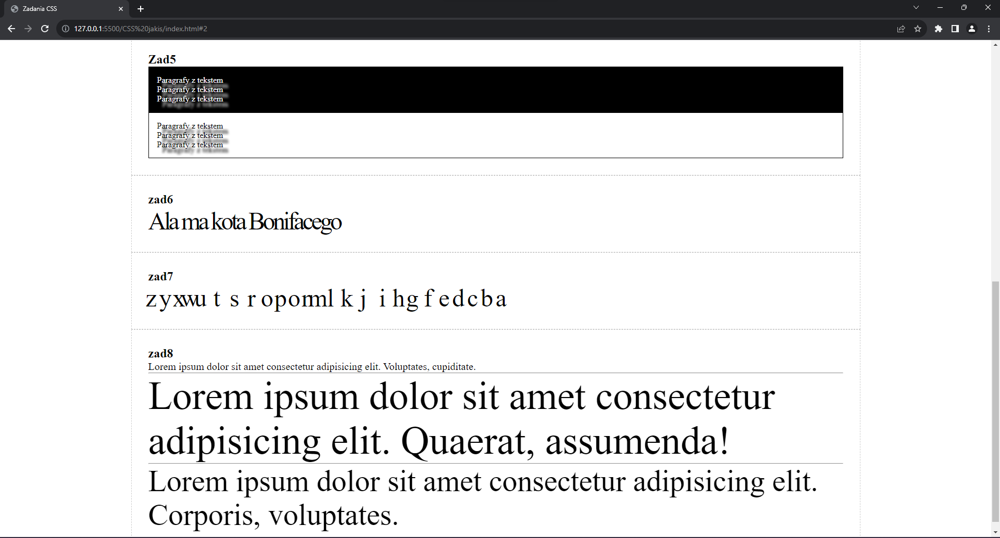 Zadania CSS
127.0.0.1:5500/CSS%20jakis/index.html#2
Zad5
Paragrafy z tekstem
Paragrafy z tekstem
Paragrafy z tekstem
Paragrafy z tekstem
Paragrafy z tekstem
Paragrafy z tekstem
zad6
Ala ma kota Bonifacego
zad7
zyxwu t s r oponml k j i hg f edcba
zad8
Lorem ipsum dolor sit amet consectetur adipisicing elit. Voluptates, cupiditate.
Lorem ipsum dolor sit amet consectetur
adipisicing elit. Quaerat, assumenda!
Lorem ipsum dolor sit amet consectetur adipisicing elit.
Corporis, voluptates.